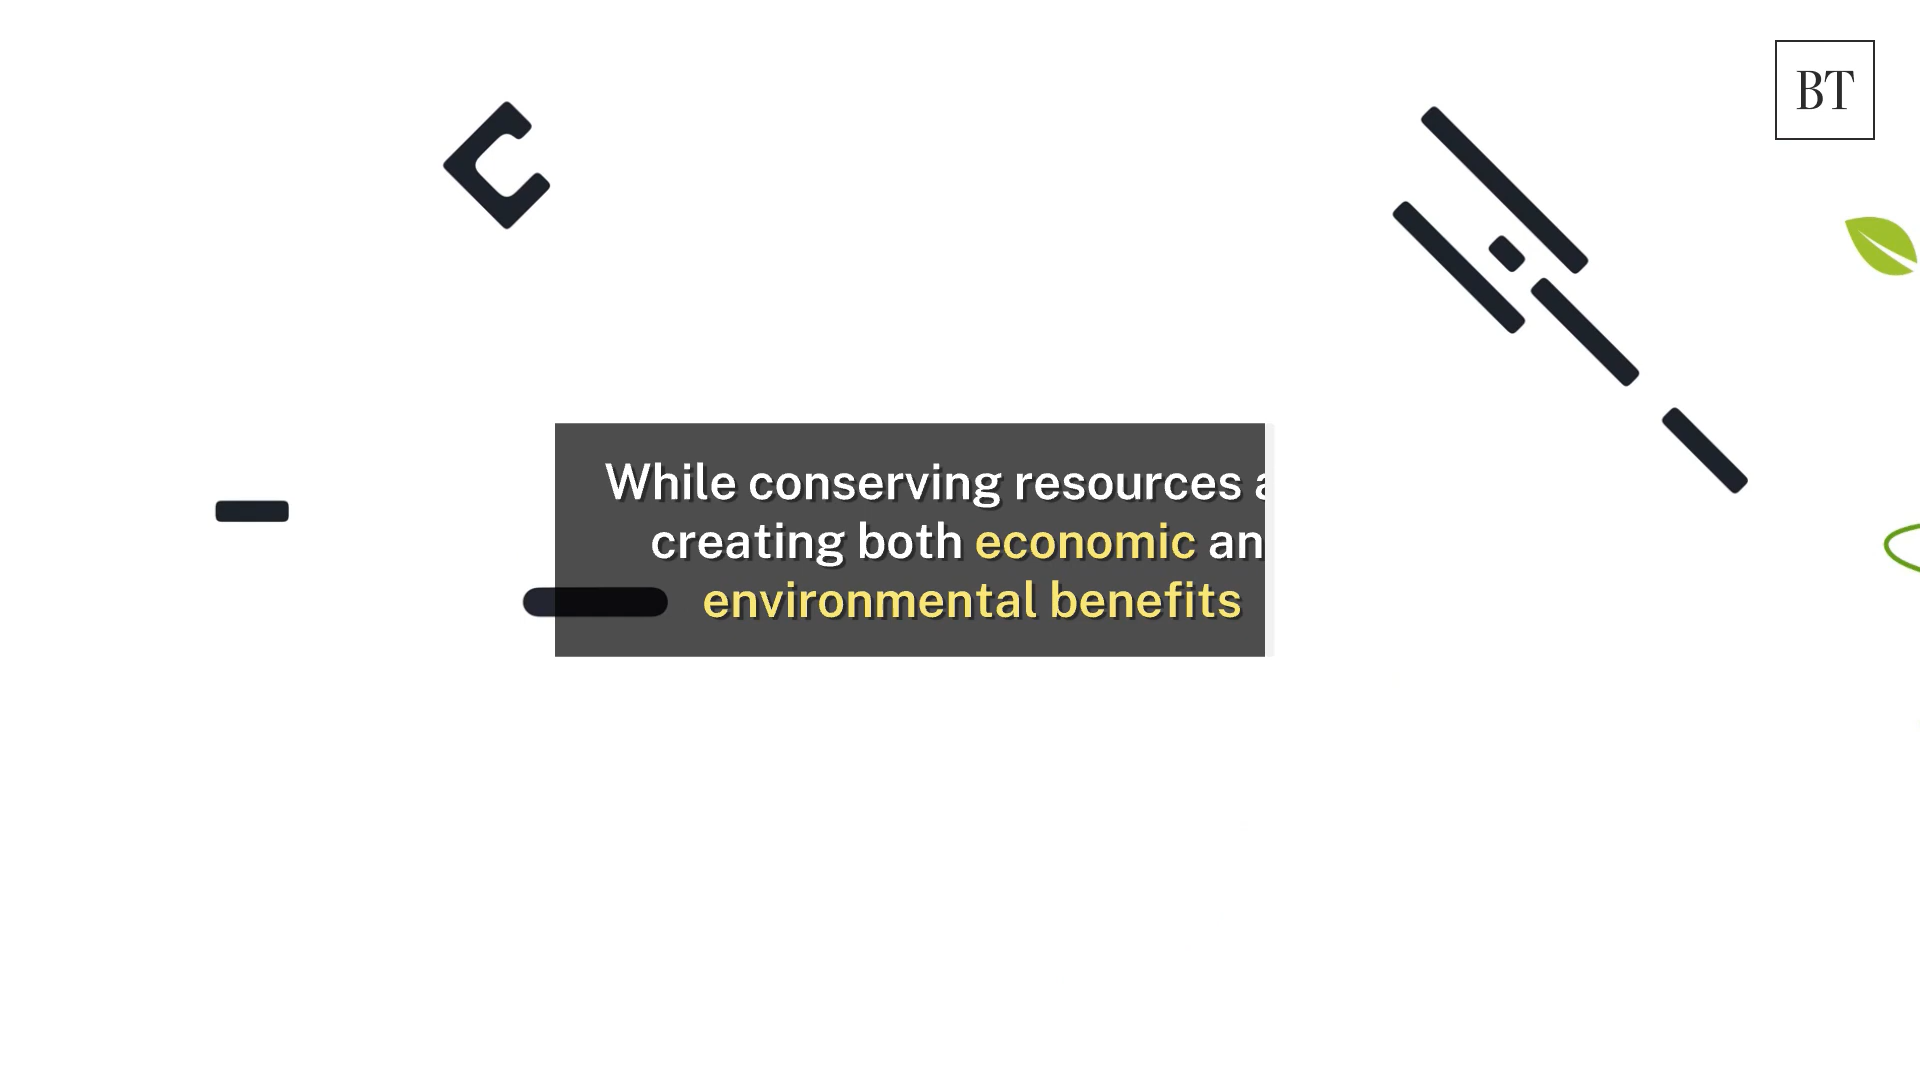 BT
While conserving resources
creating both economic an
environmental benefits